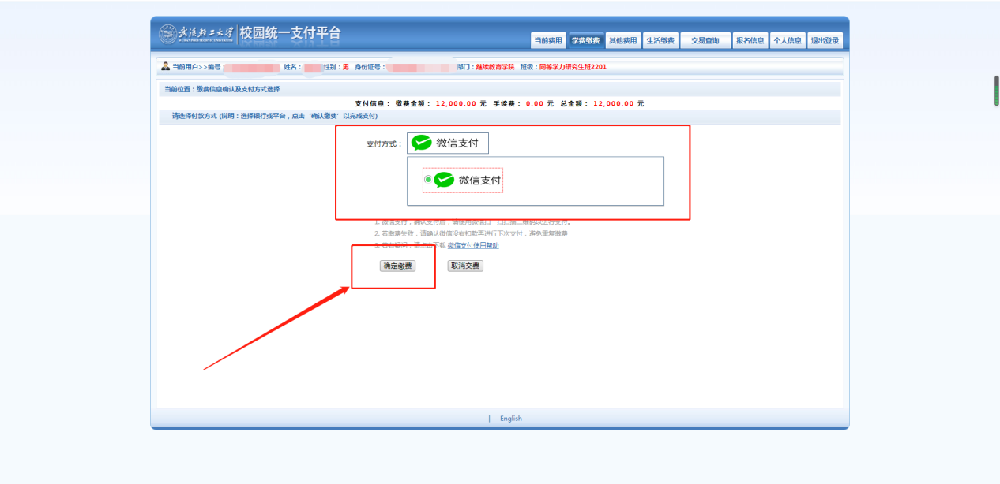 武汉轻工大学 校园统一支付平台
当前费用 学费缴费 其他费用 生活缴费 交易查询 报名信息 个人信息 退出登录
当前用户>>编号: 姓名: 性别:男 身份证号: 部门:继续教育学院 班级:同等学力研究生班2201
当前位置:缴费信息确认及支付方式选择
支付信息: 缴费金额: 12,000.00 元 手续费: 0.00 元 总金额: 12,000.00 元
请选择付款方式 (说明:选择银行或平台,点击‘确认缴费’以完成支付)
支付方式: 微信支付
微信支付
1. 微信支付,确认支付后,请使用微信扫一扫扫描二维码以进行支付。
2. 若缴费失败,请确认微信没有扣款再进行下次支付,避免重复缴费
3. 若有疑问,请点击下载 微信支付使用帮助
确定缴费 取消交费
| English